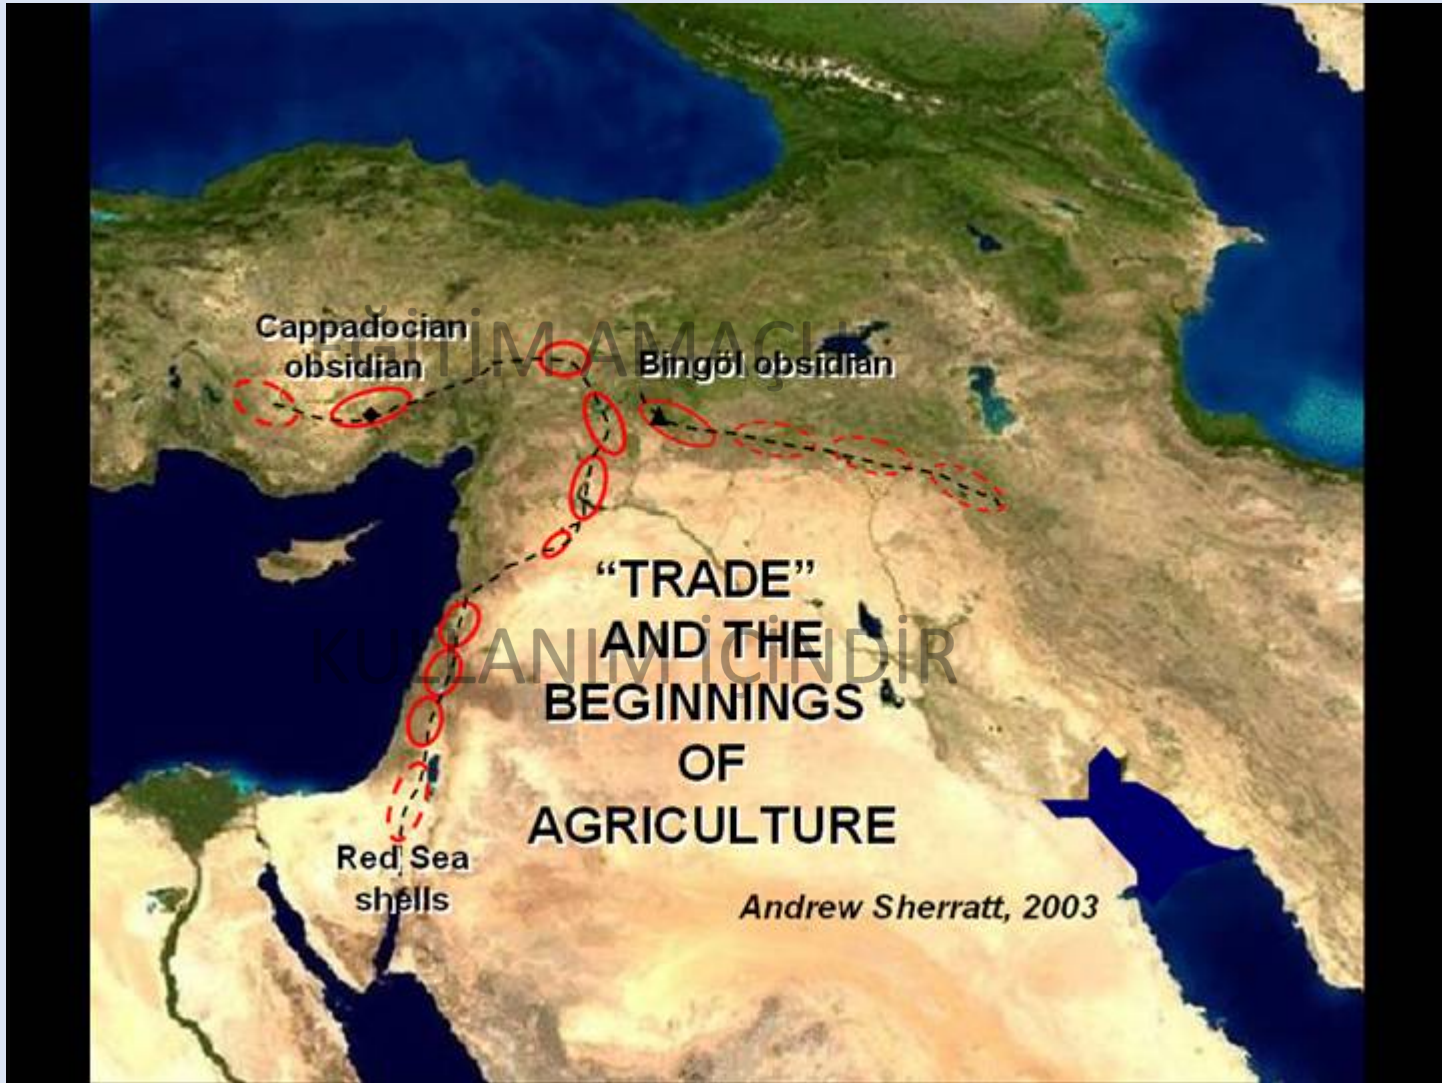 Cappadocian
obsidian
EĞİTİM AMAÇLI
Bingöl obsidian
“TRADE”
AND THE
KULLANIM İÇİNDİR
BEGINNINGS
OF
AGRICULTURE
Red Sea
shells
Andrew Sherratt, 2003